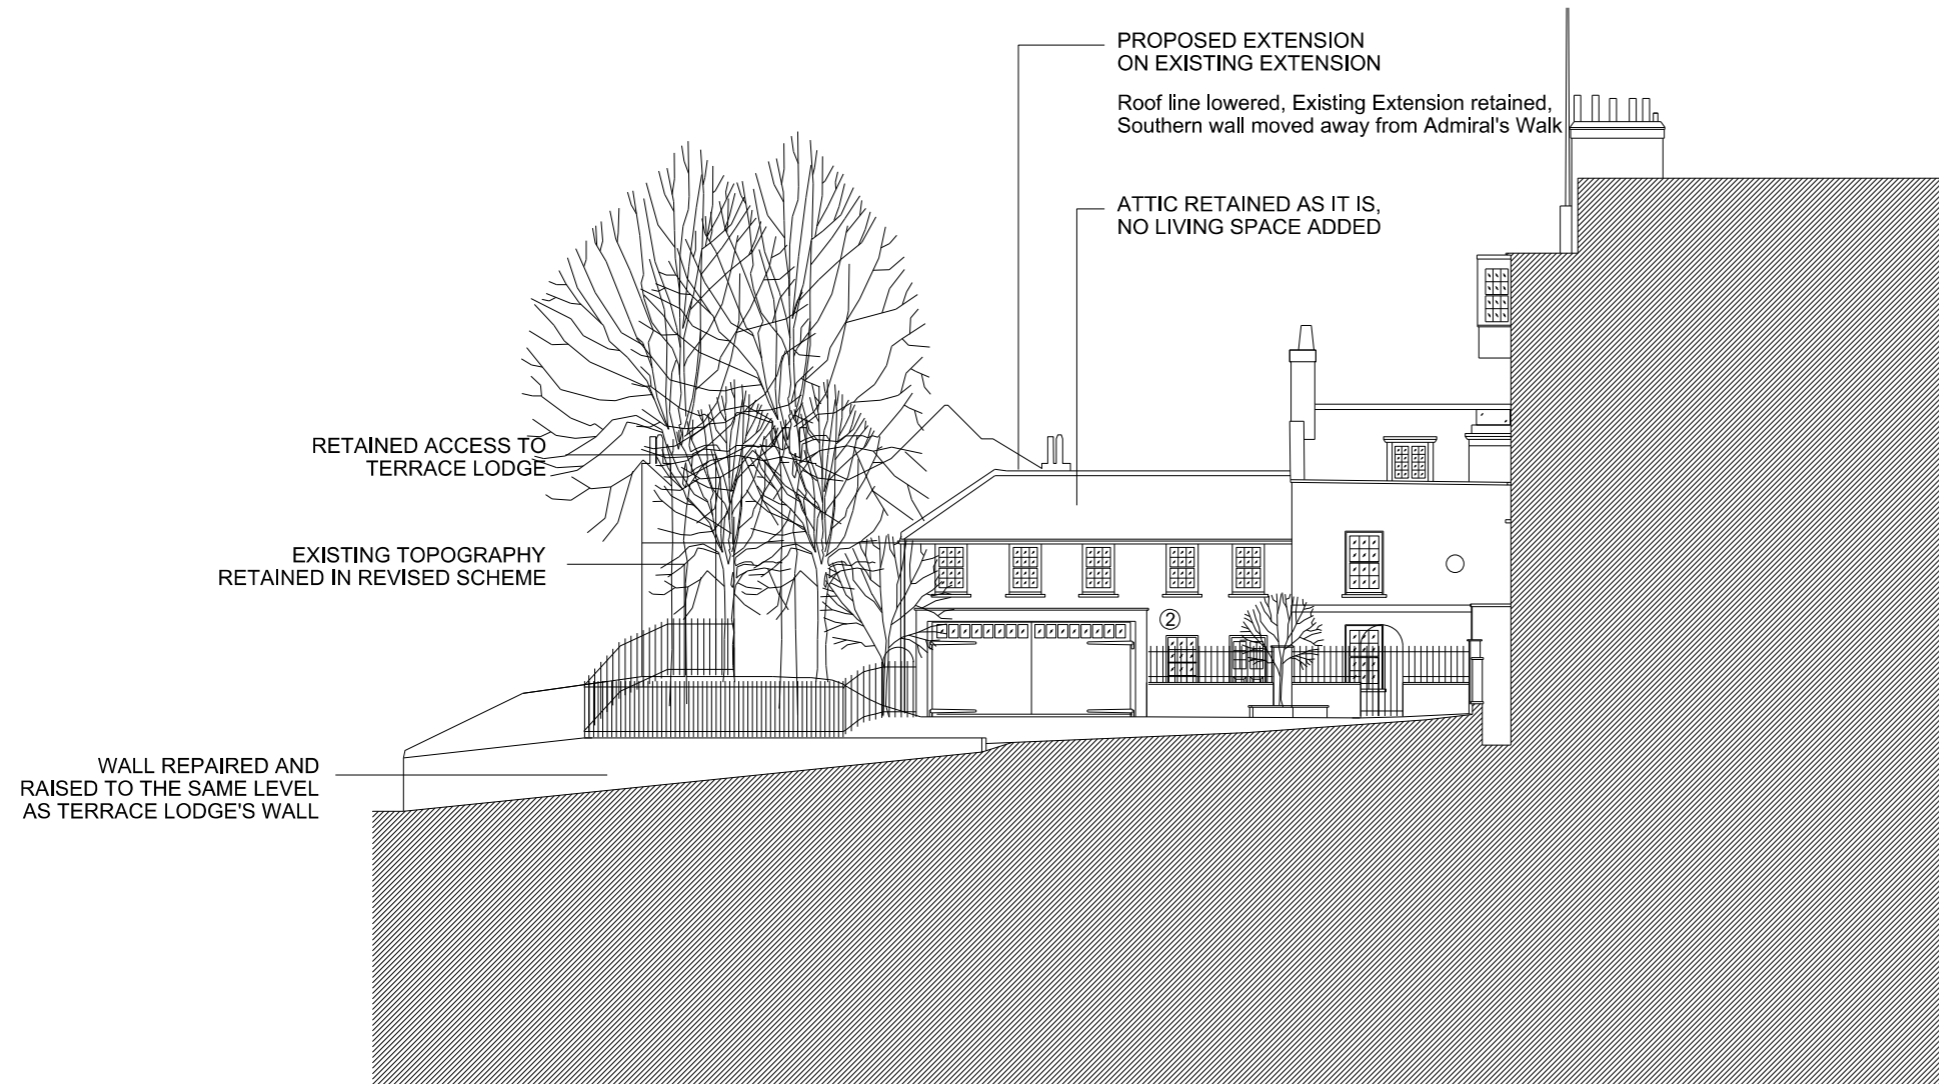 PROPOSED EXTENSION
ON EXISTING EXTENSION
Roof line lowered, Existing Extension retained,
Southern wall moved away from Admiral's Walk
ATTIC RETAINED AS IT IS,
NO LIVING SPACE ADDED
RETAINED ACCESS TO
TERRACE LODGE
EXISTING TOPOGRAPHY
RETAINED IN REVISED SCHEME
2
WALL REPAIRED AND
RAISED TO THE SAME LEVEL
AS TERRACE LODGE'S WALL